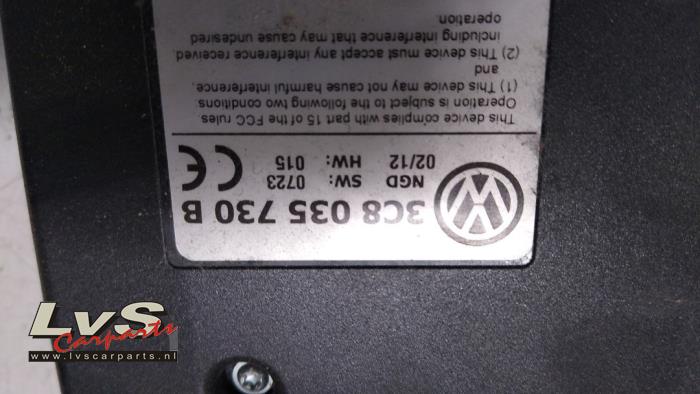 3C8 035 730 B
NGD 0723 SW:
02/12 HW: 015
CE
This device complies with part 15 of the FCC rules.
Operation is subject to the following two conditions:
(1) This device may not cause harmful interference.
and
(2) This device must accept any interference received.
including interference that may cause undesired
operation
LvS
Carparts
www.lvscarparts.nl